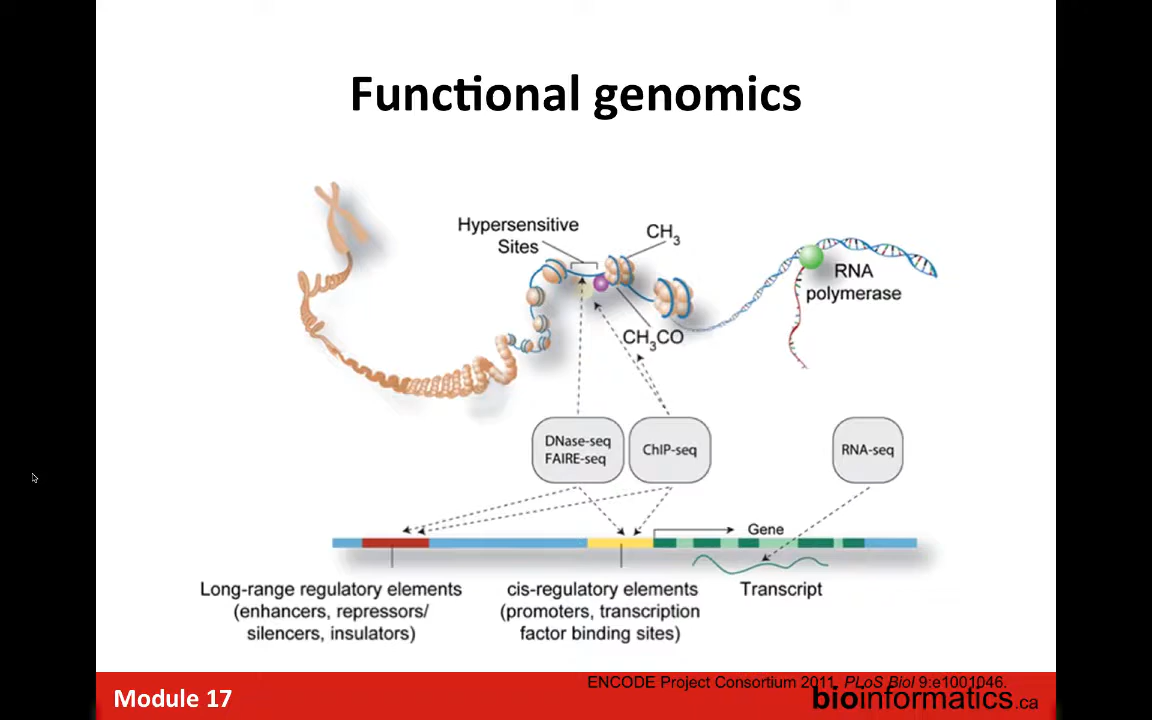 Functional genomics
Hypersensitive
Sites
CH3
RNA
polymerase
CH3CO
DNase-seq
FAIRE-seq
ChIP-seq
RNA-seq
Gene
Long-range regulatory elements
(enhancers, repressors/
silencers, insulators)
cis-regulatory elements
(promoters, transcription
factor binding sites)
Transcript
ENCODE Project Consortium 2011. PLoS Biol 9:e1001046.
Module 17
bioinformatics.ca